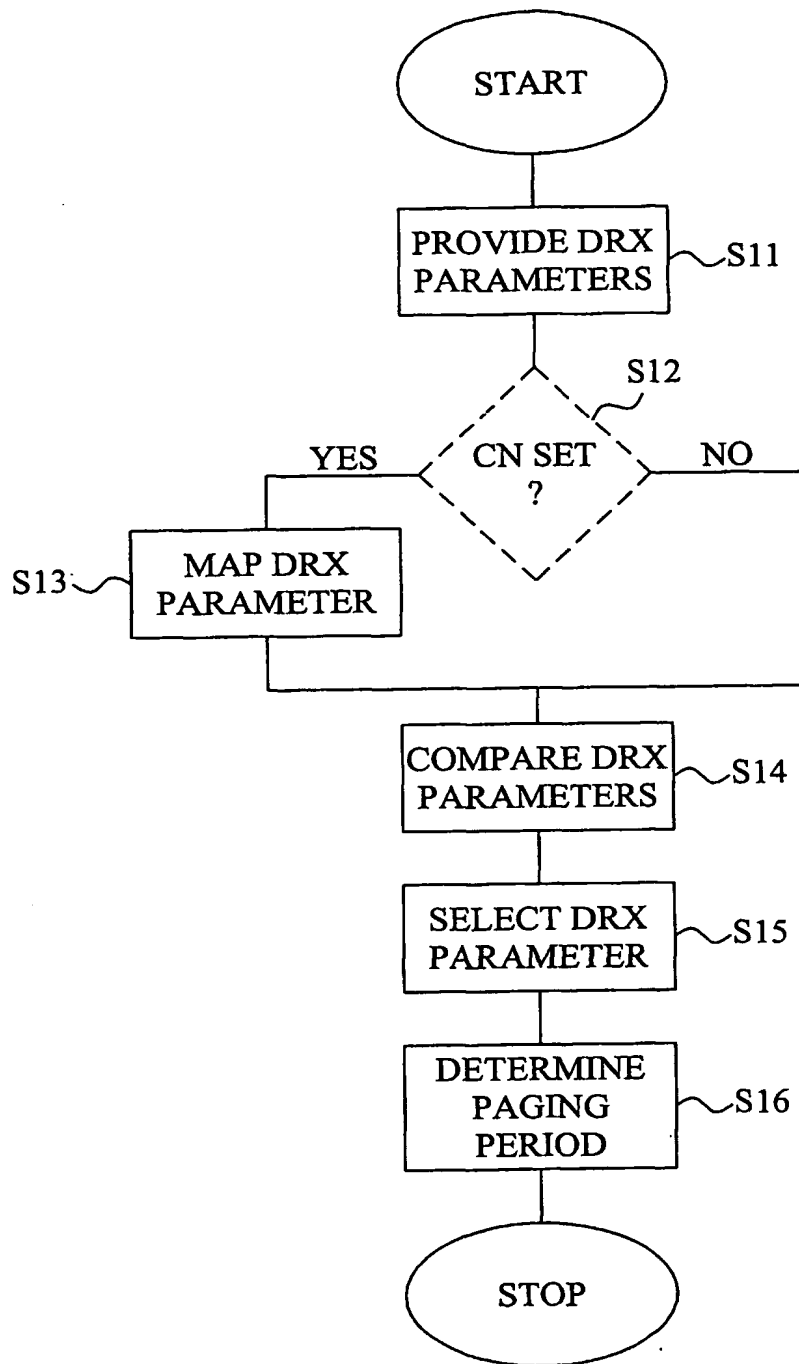 START
PROVIDE DRX
PARAMETERS
S11
S12
YES
CN SET
?
NO
S13
MAP DRX
PARAMETER
COMPARE DRX
PARAMETERS
S14
SELECT DRX
PARAMETER
S15
DETERMINE
PAGING
PERIOD
S16
STOP